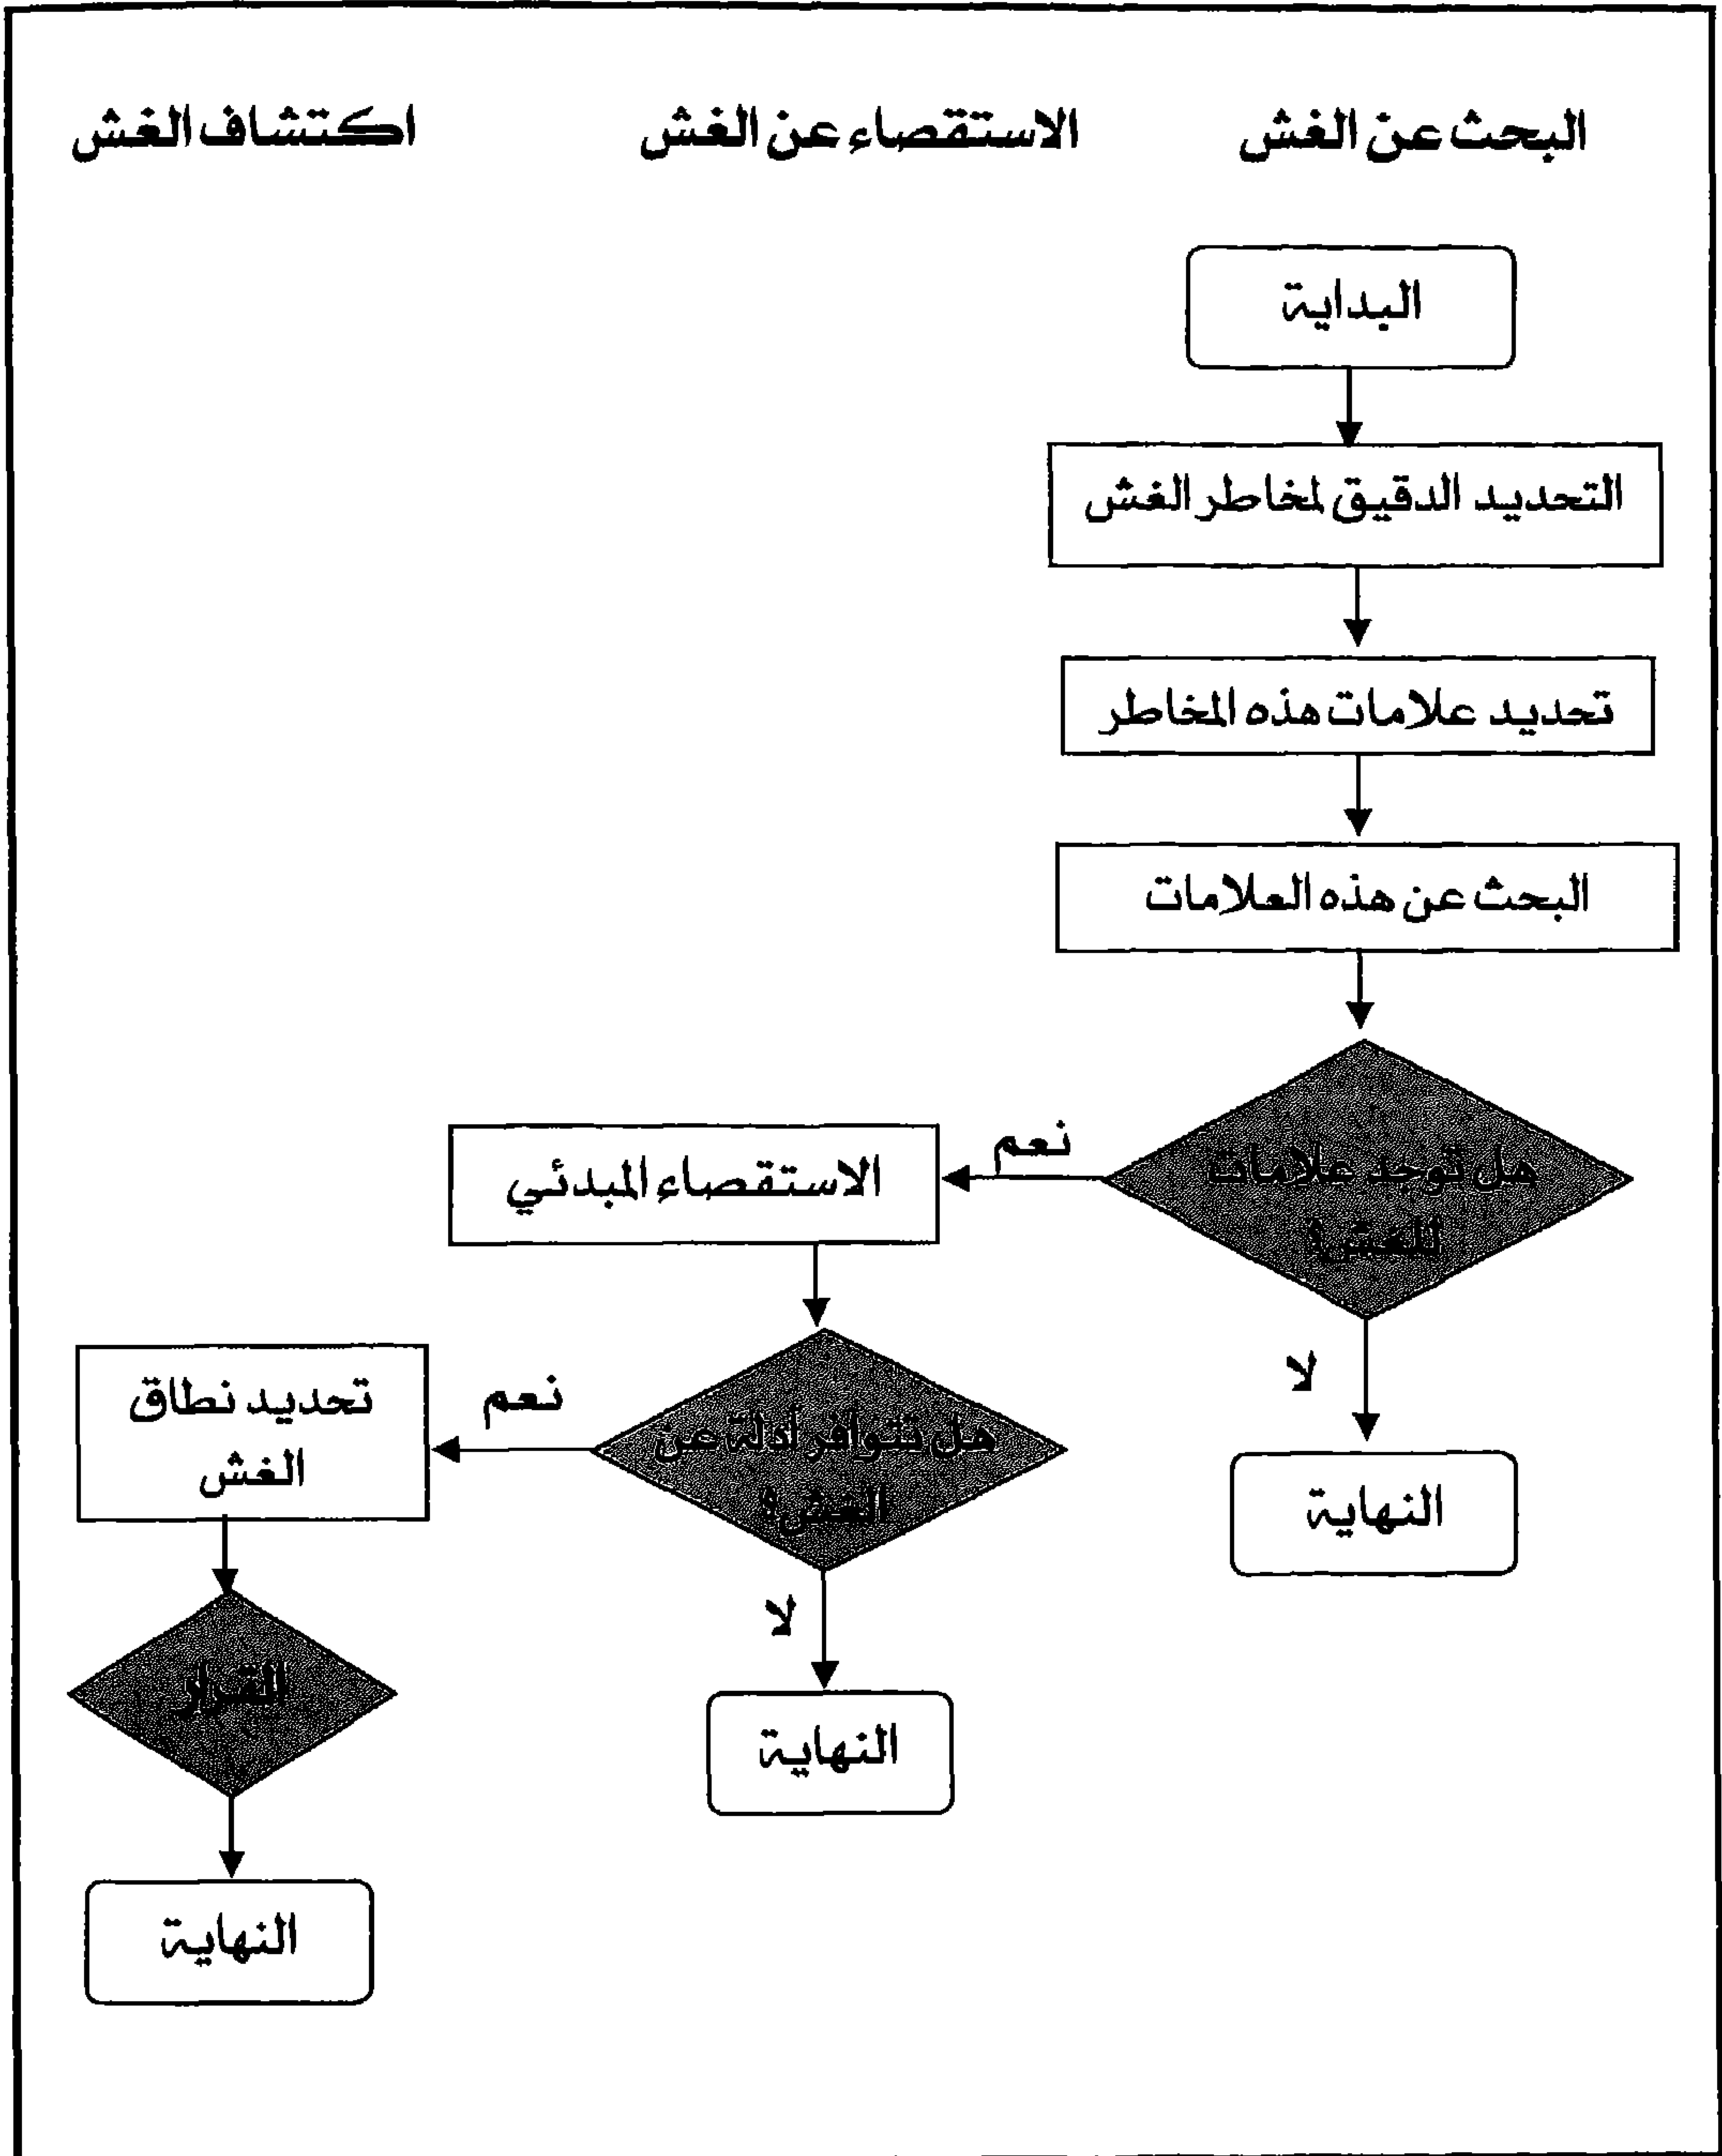 البحث عن الغش
الاستقصاء عن الغش
اكتشاف الغش
البداية
التحديد الدقيق لمخاطر الغش
تحديد علامات هذه المخاطر
البحث عن هذه العلامات
هل توجد علامات
للغش؟
نعم
الاستقصاء المبدئي
لا
النهاية
هل تتوافر أدلة عن
الغش؟
نعم
تحديد نطاق
الغش
لا
النهاية
القرار
النهاية